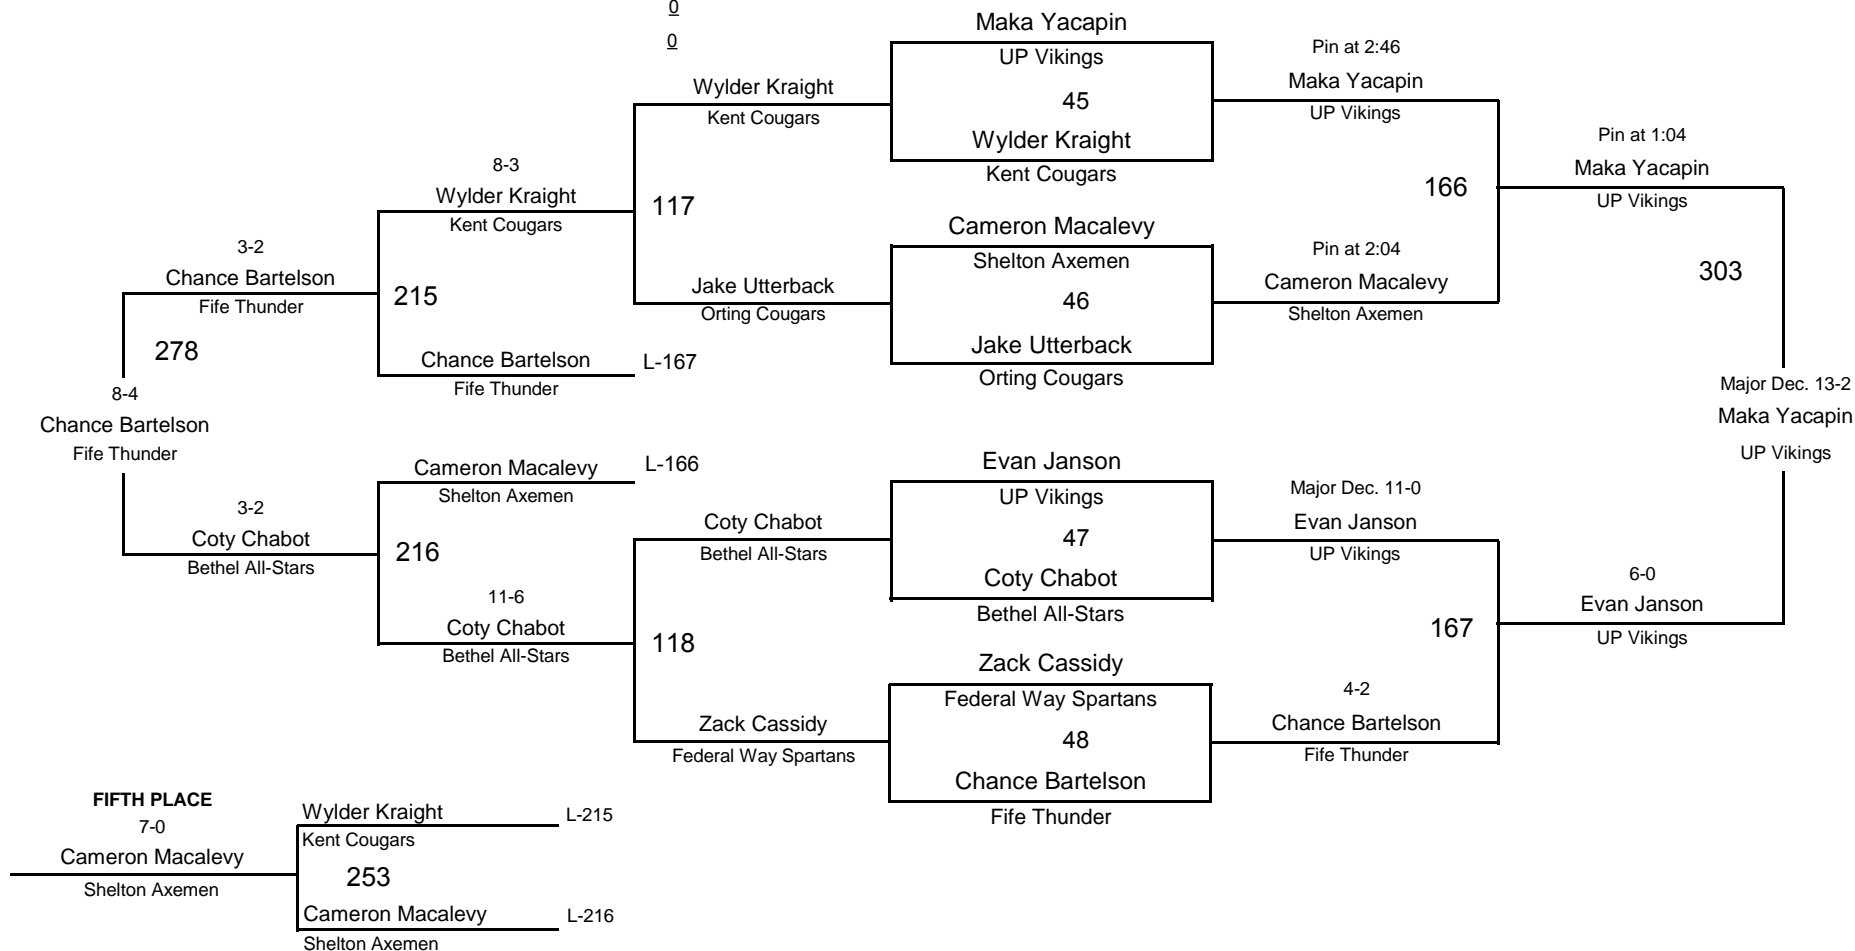 0
0
Maka Yacapin
UP Vikings
45
Wylder Kraight
Kent Cougars
Pin at 2:46
Maka Yacapin
UP Vikings
Wylder Kraight
Kent Cougars
117
Jake Utterback
Orting Cougars
Cameron Macalevy
Shelton Axemen
46
Jake Utterback
Orting Cougars
Pin at 2:04
Cameron Macalevy
Shelton Axemen
166
Pin at 1:04
Maka Yacapin
UP Vikings
303
8-3
Wylder Kraight
Kent Cougars
215
Chance Bartelson
L-167
Fife Thunder
3-2
Chance Bartelson
Fife Thunder
278
8-4
Chance Bartelson
Fife Thunder
Major Dec. 13-2
Maka Yacapin
UP Vikings
Cameron Macalevy
L-166
Shelton Axemen
3-2
Coty Chabot
Bethel All-Stars
216
11-6
Coty Chabot
Bethel All-Stars
Coty Chabot
Bethel All-Stars
118
Zack Cassidy
Federal Way Spartans
Evan Janson
UP Vikings
47
Coty Chabot
Bethel All-Stars
Zack Cassidy
Federal Way Spartans
48
Chance Bartelson
Fife Thunder
Major Dec. 11-0
Evan Janson
UP Vikings
167
4-2
Chance Bartelson
Fife Thunder
6-0
Evan Janson
UP Vikings
FIFTH PLACE
7-0
Cameron Macalevy
Shelton Axemen
Wylder Kraight
L-215
Kent Cougars
253
Cameron Macalevy
L-216
Shelton Axemen